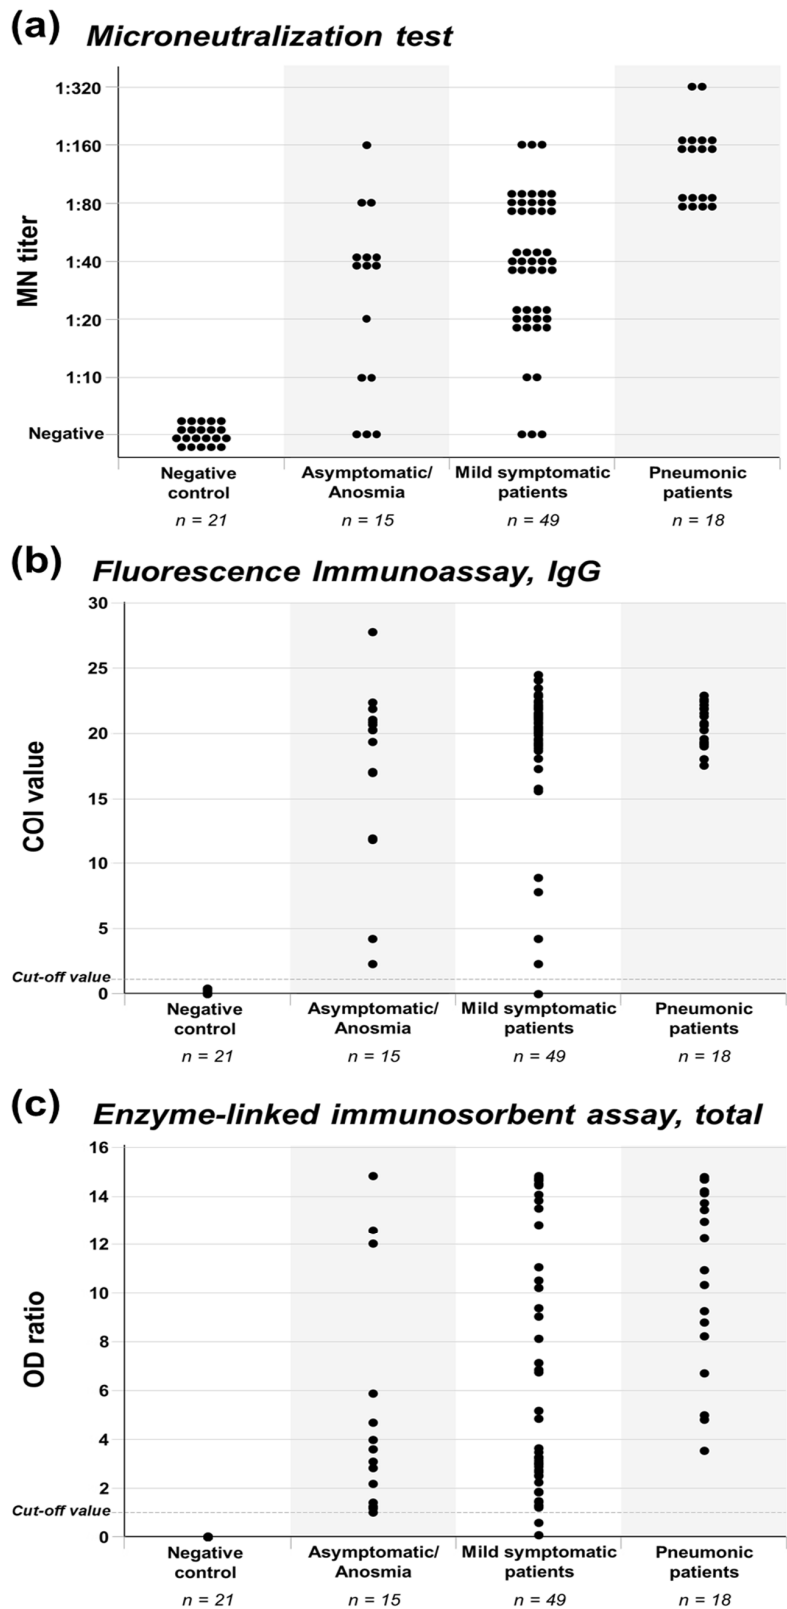 (a) Microneutralization test
1:320
1:160
1:80
1:40
1:20
1:10
Negative
MN titer
Negative control
Asymptomatic/ Anosmia
Mild symptomatic patients
Pneumonic patients
n = 21
n = 15
n = 49
n = 18
(b) Fluorescence Immunoassay, IgG
30
25
20
15
10
5
Cut-off value
0
COI value
Negative control
Asymptomatic/ Anosmia
Mild symptomatic patients
Pneumonic patients
n = 21
n = 15
n = 49
n = 18
(c) Enzyme-linked immunosorbent assay, total
16
14
12
10
8
6
4
2
Cut-off value
0
OD ratio
Negative control
Asymptomatic/ Anosmia
Mild symptomatic patients
Pneumonic patients
n = 21
n = 15
n = 49
n = 18